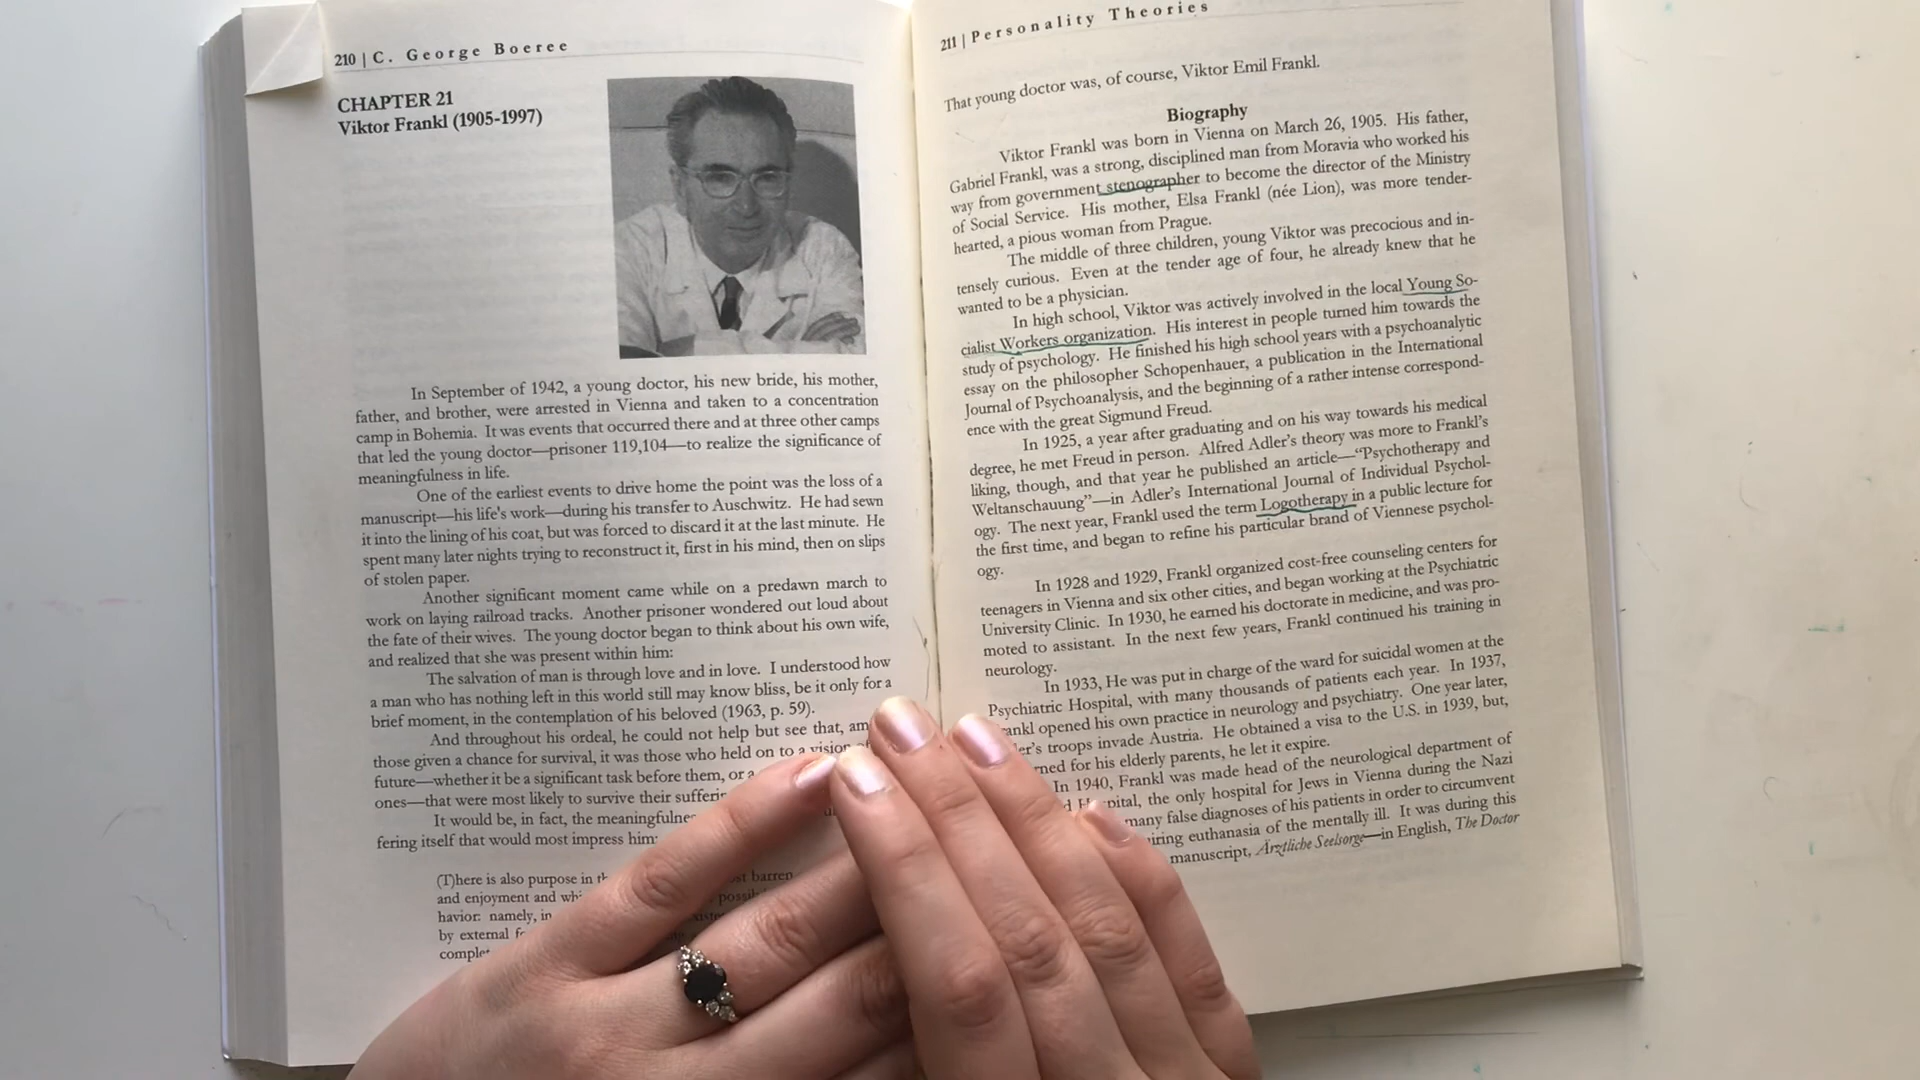 210 | C. George Boeree
CHAPTER 21
Viktor Frankl (1905-1997)
In September of 1942, a young doctor, his new bride, his mother,
father, and brother, were arrested in Vienna and taken to a concentration
camp in Bohemia. It was events that occurred there and at three other camps
that led the young doctor—prisoner 119,104—to realize the significance of
meaningfulness in life.
One of the earliest events to drive home the point was the loss of a
manuscript—his life's work—during his transfer to Auschwitz. He had sewn
it into the lining of his coat, but was forced to discard it at the last minute. He
spent many later nights trying to reconstruct it, first in his mind, then on slips
of stolen paper.
Another significant moment came while on a predawn march to
work on laying railroad tracks. Another prisoner wondered out loud about
the fate of their wives. The young doctor began to think about his own wife,
and realized that she was present within him:
The salvation of man is through love and in love. I understood how
a man who has nothing left in this world still may know bliss, be it only for a
brief moment, in the contemplation of his beloved (1963, p. 59).
And throughout his ordeal, he could not help but see that,
those given a chance for survival, it was those who held on to a vision
future—whether it be a significant task before them, or a
ones—that were most likely to survive their
It would be, in fact, the
fering itself that would most impress him:
(T)here is also purpose in barren
and enjoyment and
havior: namely, in
by external
211 | Personality Theories
That young doctor was, of course, Viktor Emil Frankl.
Biography
Viktor Frankl was born in Vienna on March 26, 1905. His father,
Gabriel Frankl, was a strong, disciplined man from Moravia who worked his
way from government stenographer to become the director of the Ministry
of Social Service. His mother, Elsa Frankl (née Lion), was more tender-
hearted, a pious woman from Prague.
The middle of three children, young Viktor was precocious and in-
tensely curious. Even at the tender age of four, he already knew that he
wanted to be a physician.
In high school, Viktor was actively involved in the local Young So-
cialist Workers organization. His interest in people turned him towards the
study of psychology. He finished his high school years with a psychoanalytic
essay on the philosopher Schopenhauer, a publication in the International
Journal of Psychoanalysis, and the beginning of a rather intense correspond-
ence with the great Sigmund Freud.
In 1925, a year after graduating and on his way towards his medical
degree, he met Freud in person. Alfred Adler's theory was more to Frankl's
liking, though, and that year he published an article—"Psychotherapy and
Weltanschauung"—in Adler's International Journal of Individual Psychol-
ogy. The next year, Frankl used the term Logotherapy in a public lecture for
the first time, and began to refine his particular brand of Viennese psychol-
ogy.
In 1928 and 1929, Frankl organized cost-free counseling centers for
teenagers in Vienna and six other cities, and began working at the Psychiatric
University Clinic. In 1930, he earned his doctorate in medicine, and was pro-
moted to assistant. In the next few years, Frankl continued his training in
neurology.
In 1933, He was put in charge of the ward for suicidal women at the
Psychiatric Hospital, with many thousands of patients each year. In 1937,
Frankl opened his own practice in neurology and psychiatry. One year later,
troops invade Austria. He obtained a visa to the U.S. in 1939, but,
for his elderly parents, he let it expire.
In 1940, Frankl was made head of the neurological department of
the only hospital for Jews in Vienna during the Nazi
many false diagnoses of his patients in order to circumvent
euthanasia of the mentally ill. It was during this
manuscript, Ärztliche Seelsorge—in English, The Doctor